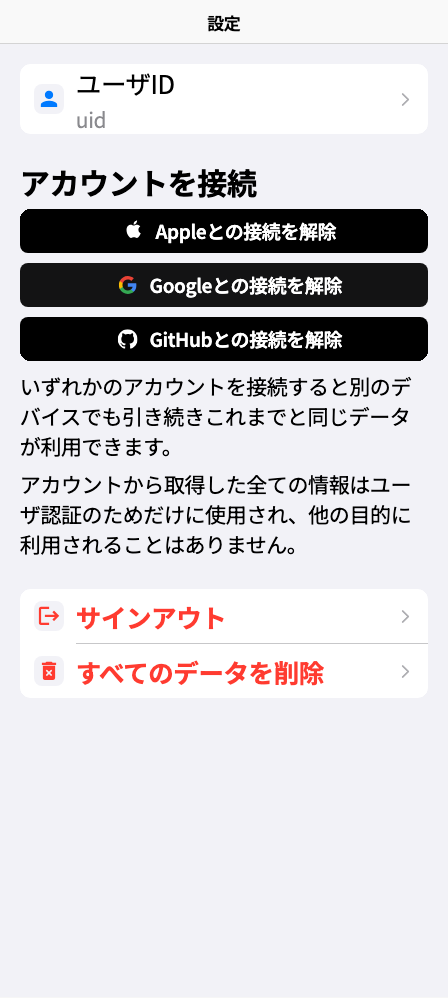 設定
ユーザID
uid
アカウントを接続
Appleとの接続を解除
Googleとの接続を解除
GitHubとの接続を解除
いずれかのアカウントを接続すると別のデ
バイスでも引き続きこれまでと同じデータ
が利用できます。
アカウントから取得した全ての情報はユー
ザ認証のためだけに使用され、他の目的に
利用されることはありません。
サインアウト
すべてのデータを削除